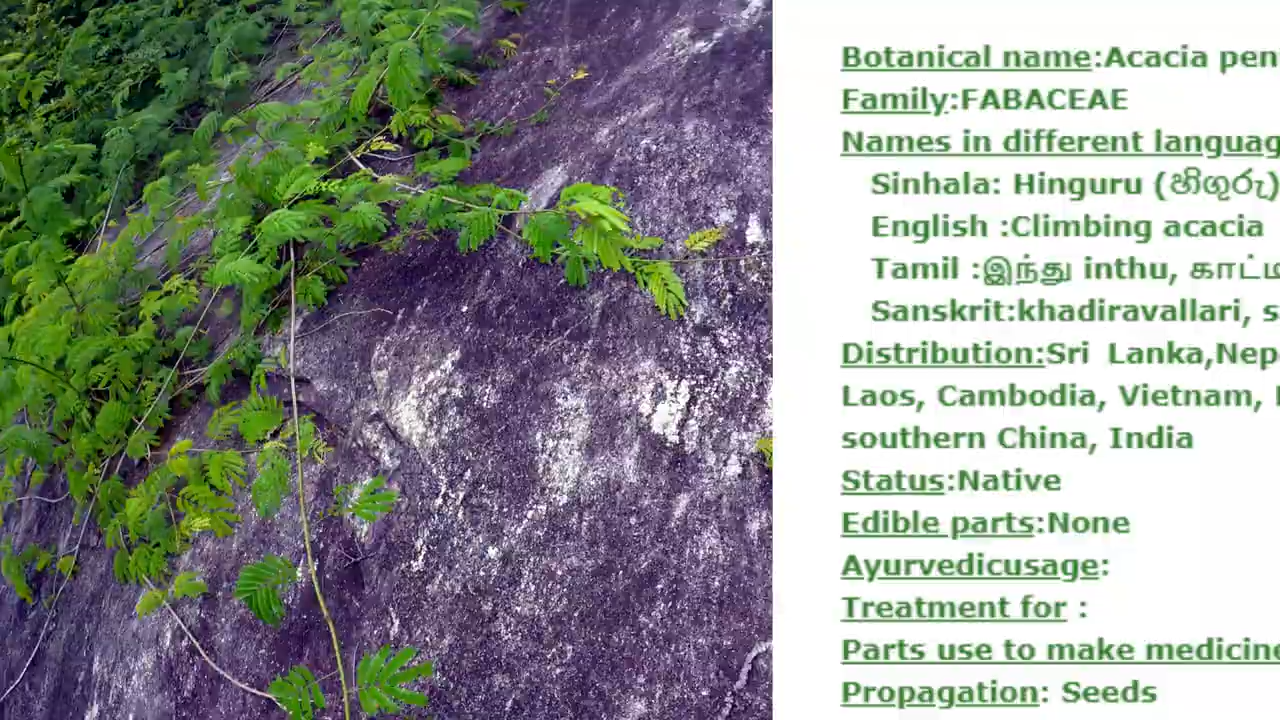 Botanical name:Acacia pen
Family:FABACEAE
Names in different languag
Sinhala: Hinguru (හිඟුරු)
English :Climbing acacia
Tamil :இந்து inthu, காட்ட
Sanskrit:khadiravallari, s
Distribution:Sri Lanka,Nep
Laos, Cambodia, Vietnam,
southern China, India
Status:Native
Edible parts:None
Ayurvedicusage:
Treatment for :
Parts use to make medicine
Propagation: Seeds